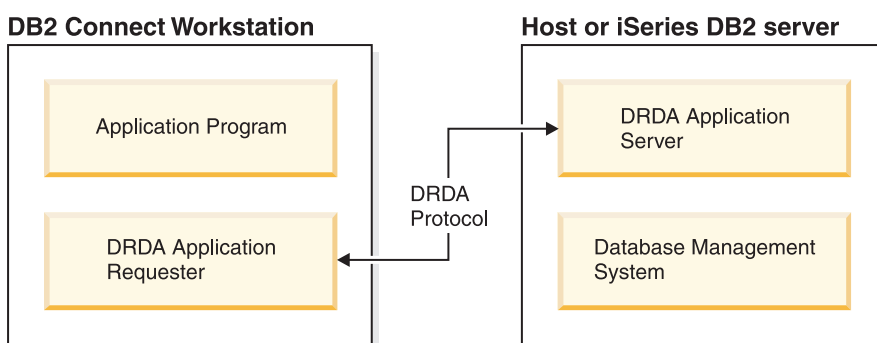 DB2 Connect Workstation
Host or iSeries DB2 server
Application Program
DRDA Application
Server
DRDA
Protocol
DRDA Application
Requester
Database Management
System